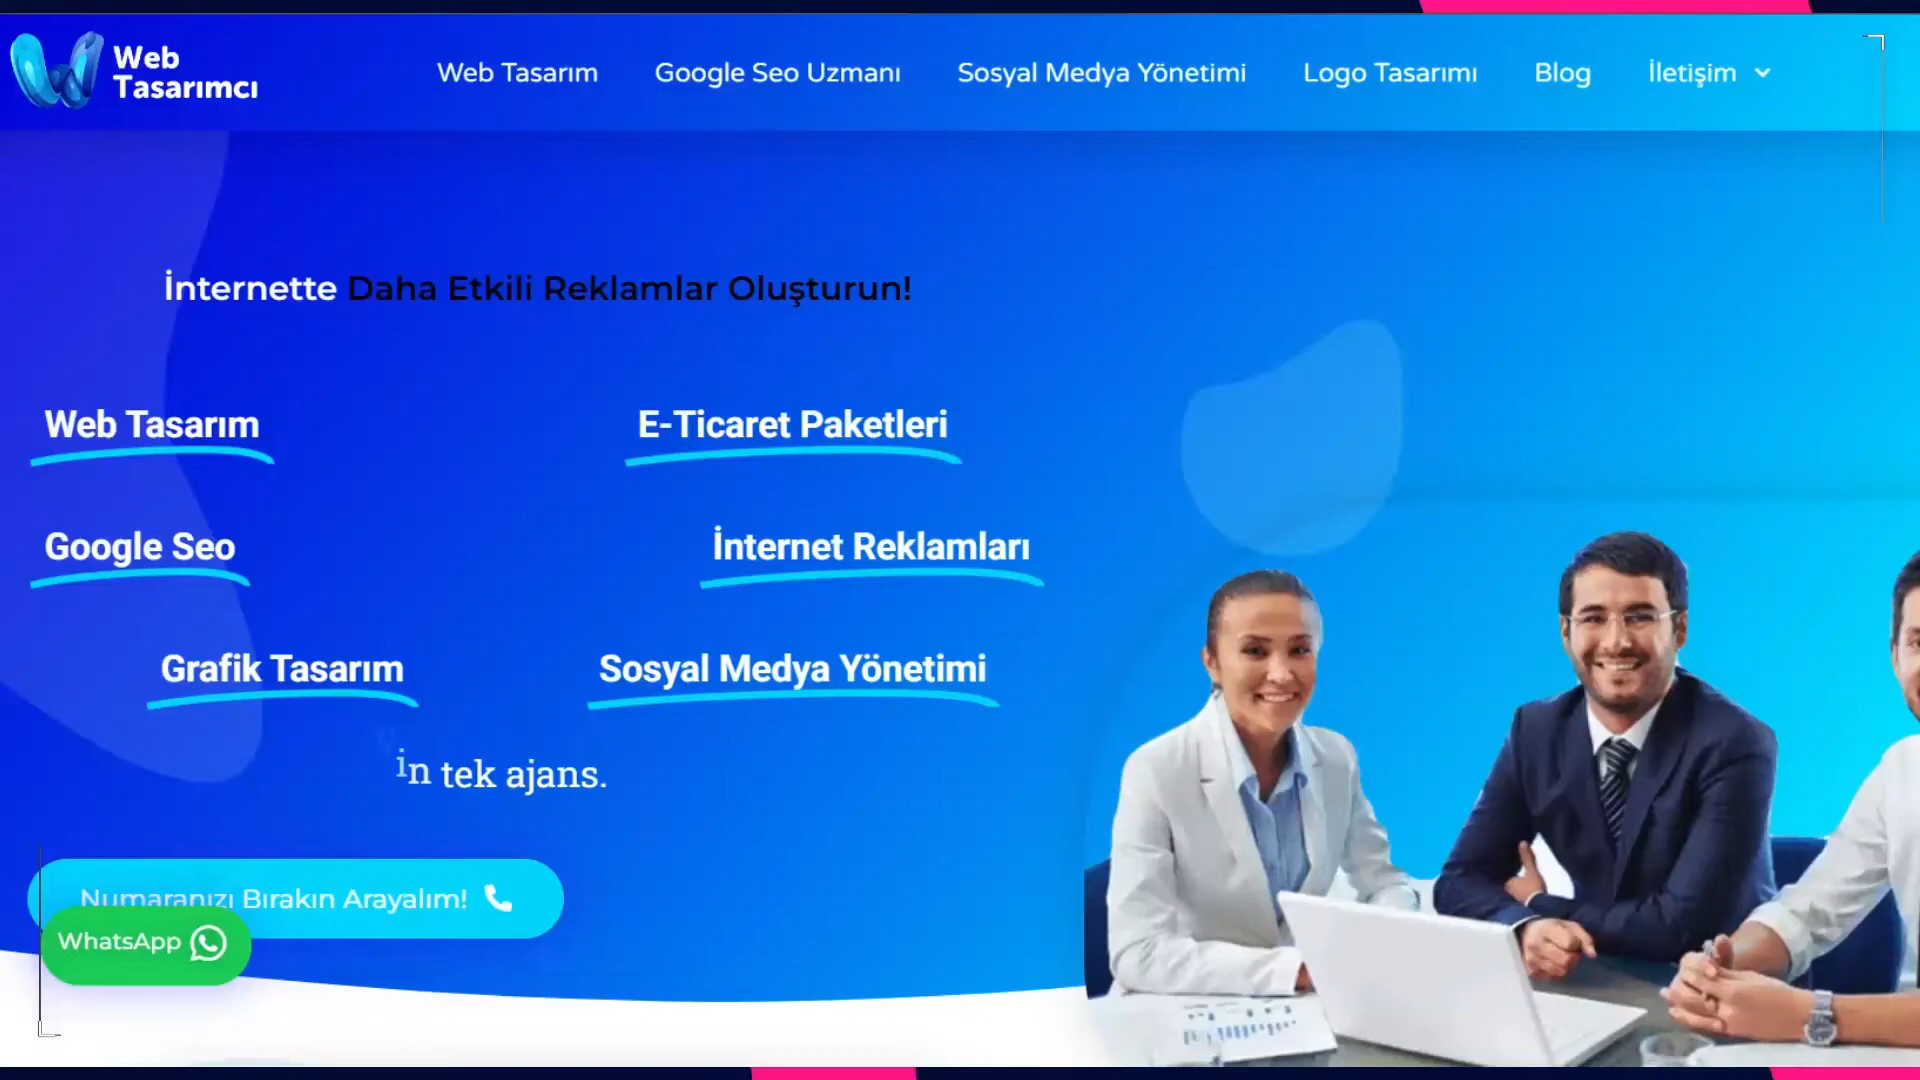 Web
Tasarımcı
Web Tasarım
Google Seo Uzmanı
Sosyal Medya Yönetimi
Logo Tasarımı
Blog
İletişim
İnternette Daha Etkili Reklamlar Oluşturun!
Web Tasarım
E-Ticaret Paketleri
Google Seo
İnternet Reklamları
Grafik Tasarım
Sosyal Medya Yönetimi
in tek ajans.
Numaranızı Bırakın Arayalım!
WhatsApp